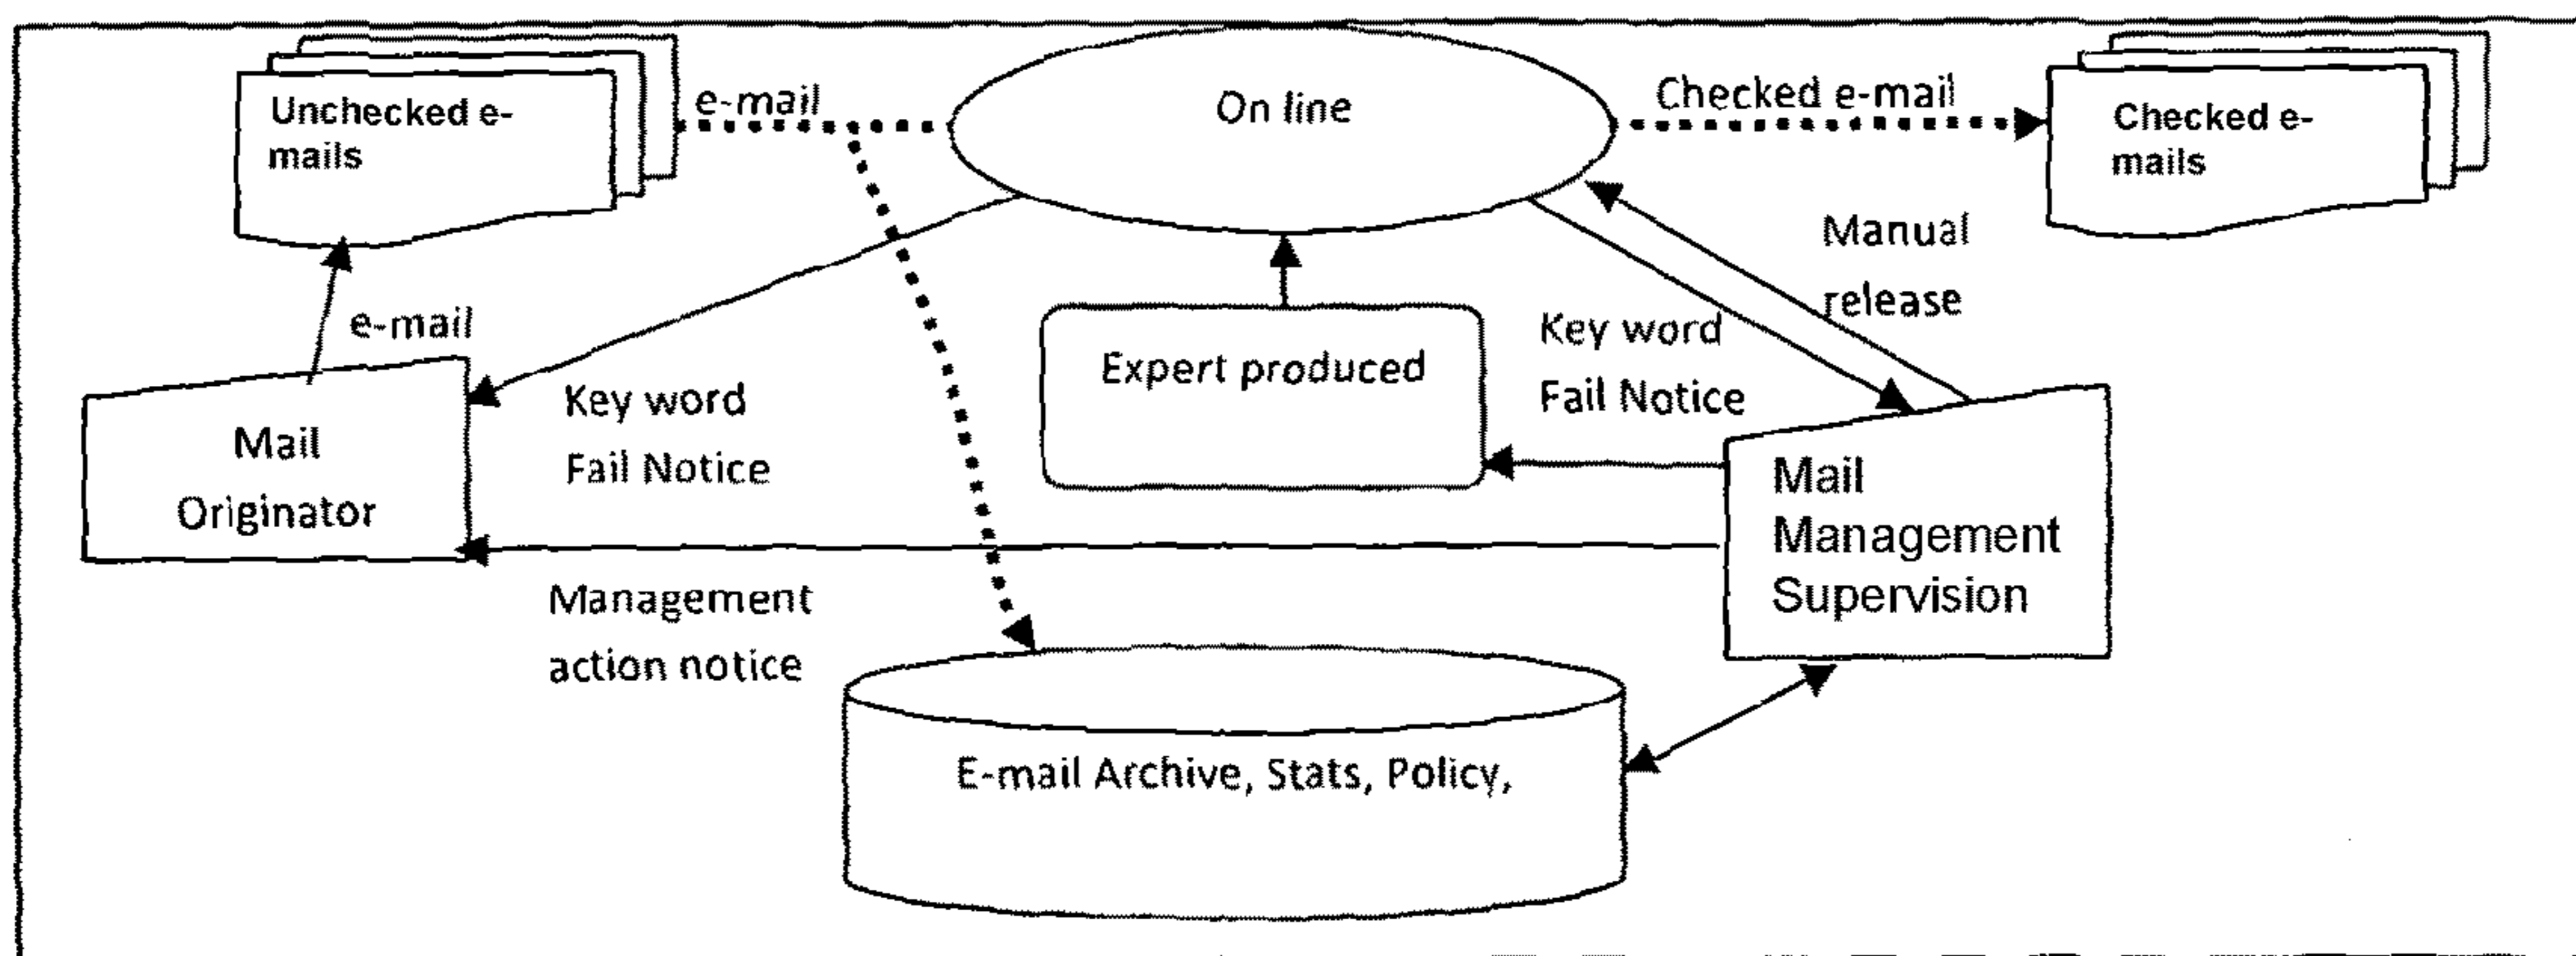 Unchecked e-
mails
e-mail
On line
Checked e-mail
Checked e-
mails
e-mail
Manual
release
Key word
Fail Notice
Expert produced
Key word
Fail Notice
Mail
Originator
Mail
Management
Supervision
Management
action notice
E-mail Archive, Stats, Policy,